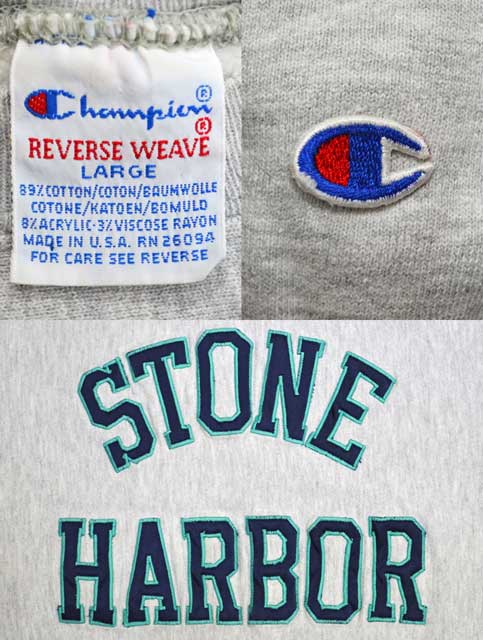 Champion®
REVERSE WEAVE®
LARGE
89% COTTON/COTON/BAUMWOLLE
COTONE/KATOEN/BOMULD
8% ACRYLIC·3% VISCOSE RAYON
MADE IN U.S.A. RN 26094
FOR CARE SEE REVERSE
STONE
HARBOR